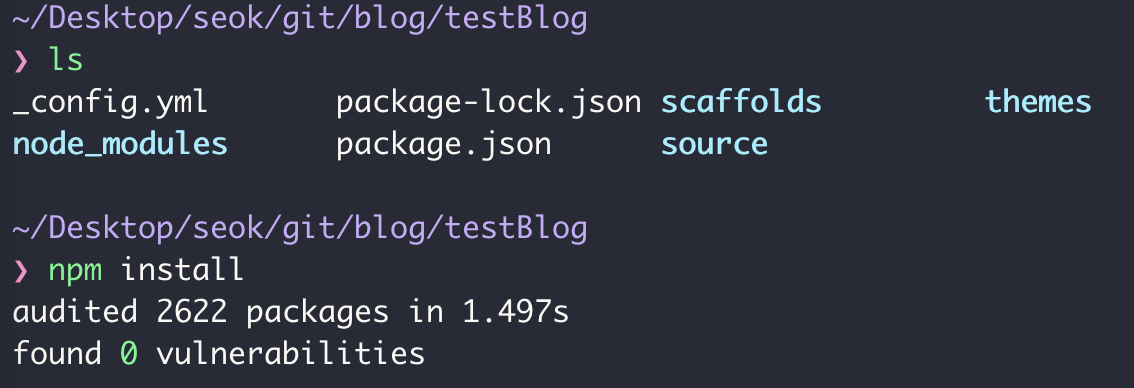 ~/Desktop/seok/git/blog/testBlog
❯ ls
_config.yml package-lock.json scaffolds themes
node_modules package.json source
~/Desktop/seok/git/blog/testBlog
❯ npm install
audited 2622 packages in 1.497s
found 0 vulnerabilities